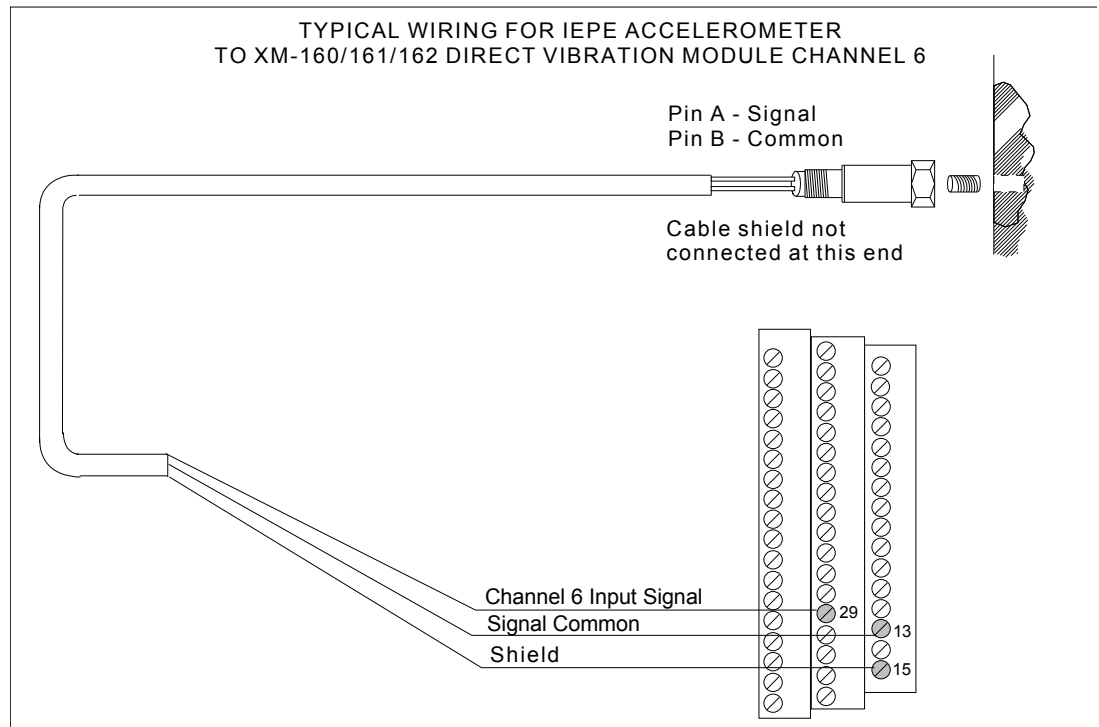 TYPICAL WIRING FOR IEPE ACCELEROMETER
TO XM-160/161/162 DIRECT VIBRATION MODULE CHANNEL 6
Pin A - Signal
Pin B - Common
Cable shield not
connected at this end
Channel 6 Input Signal
29
Signal Common
13
Shield
15